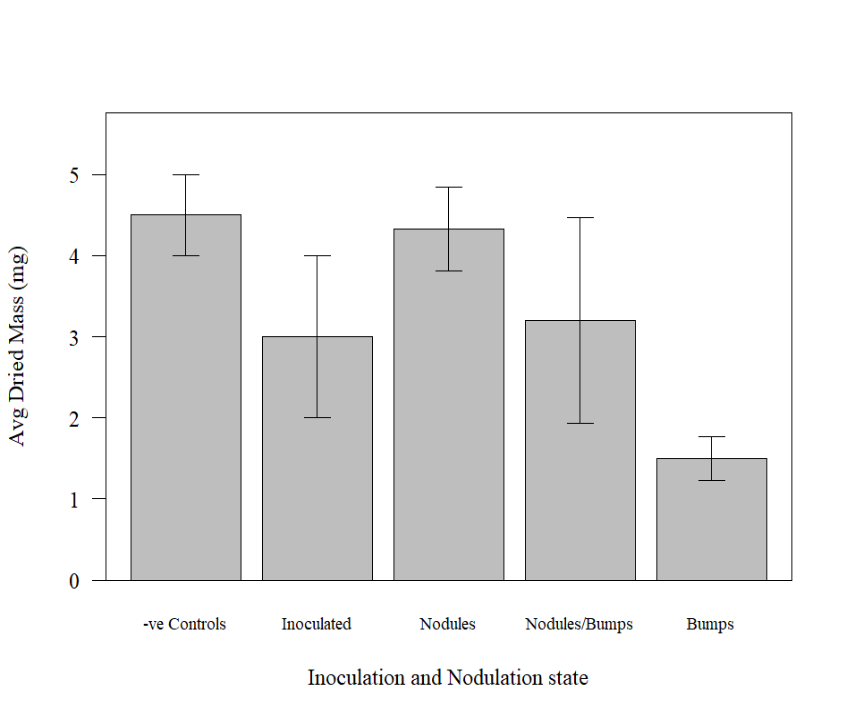 Avg Dried Mass (mg)
5
4
3
2
1
0
-ve Controls Inoculated Nodules Nodules/Bumps Bumps
Inoculation and Nodulation state